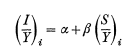 (I/Y)_i = α + β (S/Y)_i